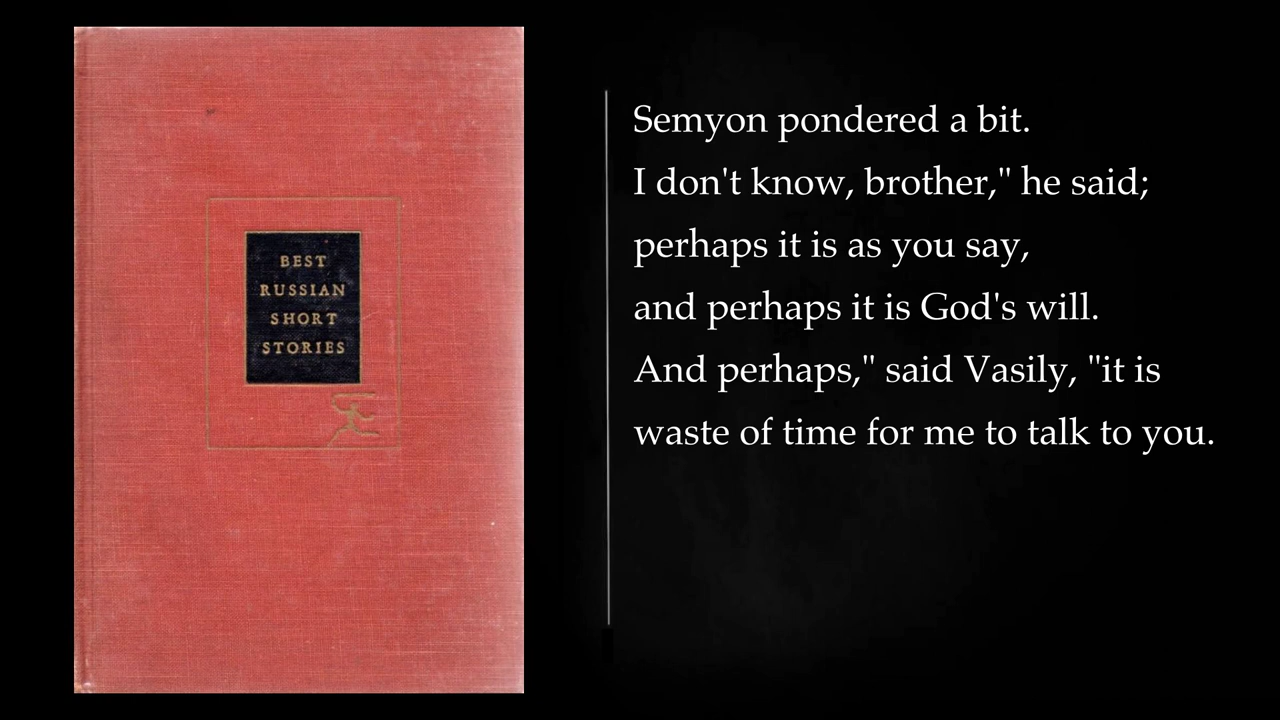 BEST
RUSSIAN
SHORT
STORIES
Semyon pondered a bit.
I don't know, brother," he said;
perhaps it is as you say,
and perhaps it is God's will.
And perhaps," said Vasily, "it is
waste of time for me to talk to you.